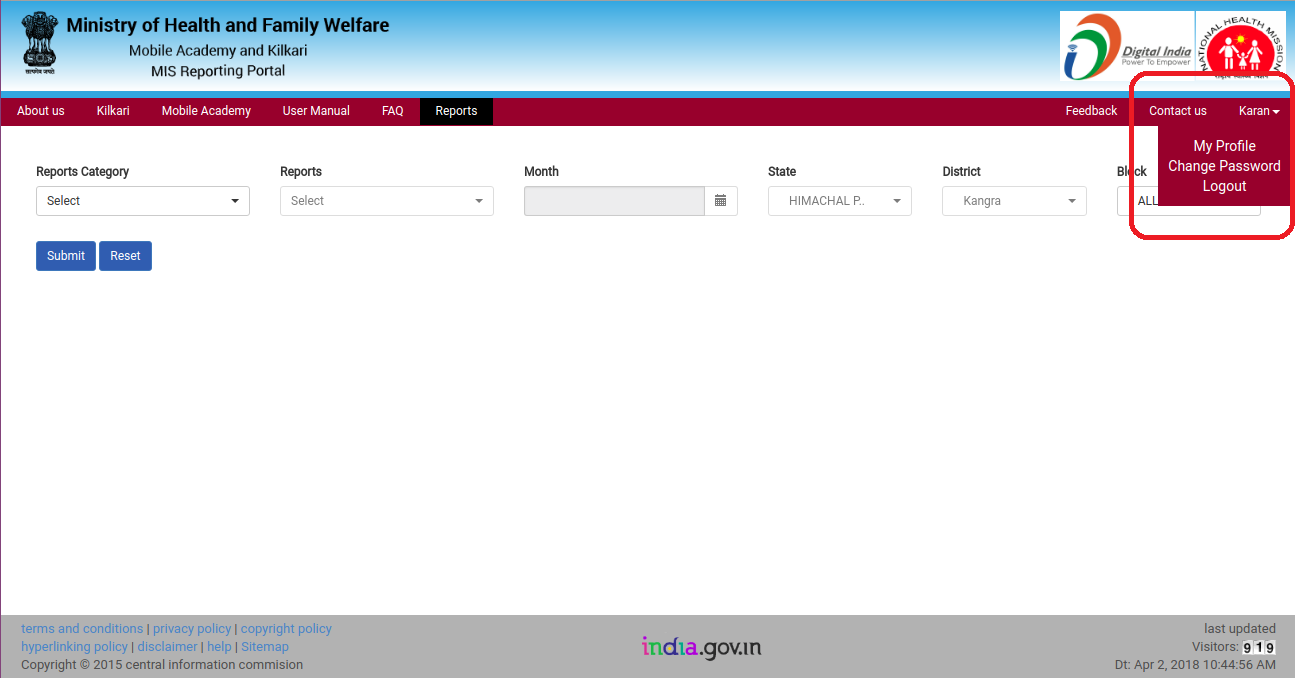 Ministry of Health and Family Welfare
Mobile Academy and Kilkari
MIS Reporting Portal
सत्यमेव जयते
Digital India
Power To Empower
NATIONAL HEALTH MISSION
About us Kilkari Mobile Academy User Manual FAQ Reports Feedback Contact us Karan
My Profile
Change Password
Logout
Reports Category Reports Month State District Block
Select Select HIMACHAL P.. Kangra ALL
Submit Reset
terms and conditions | privacy policy | copyright policy
hyperlinking policy | disclaimer | help | Sitemap
Copyright © 2015 central information commision
india.gov.in
last updated
Visitors: 919
Dt: Apr 2, 2018 10:44:56 AM